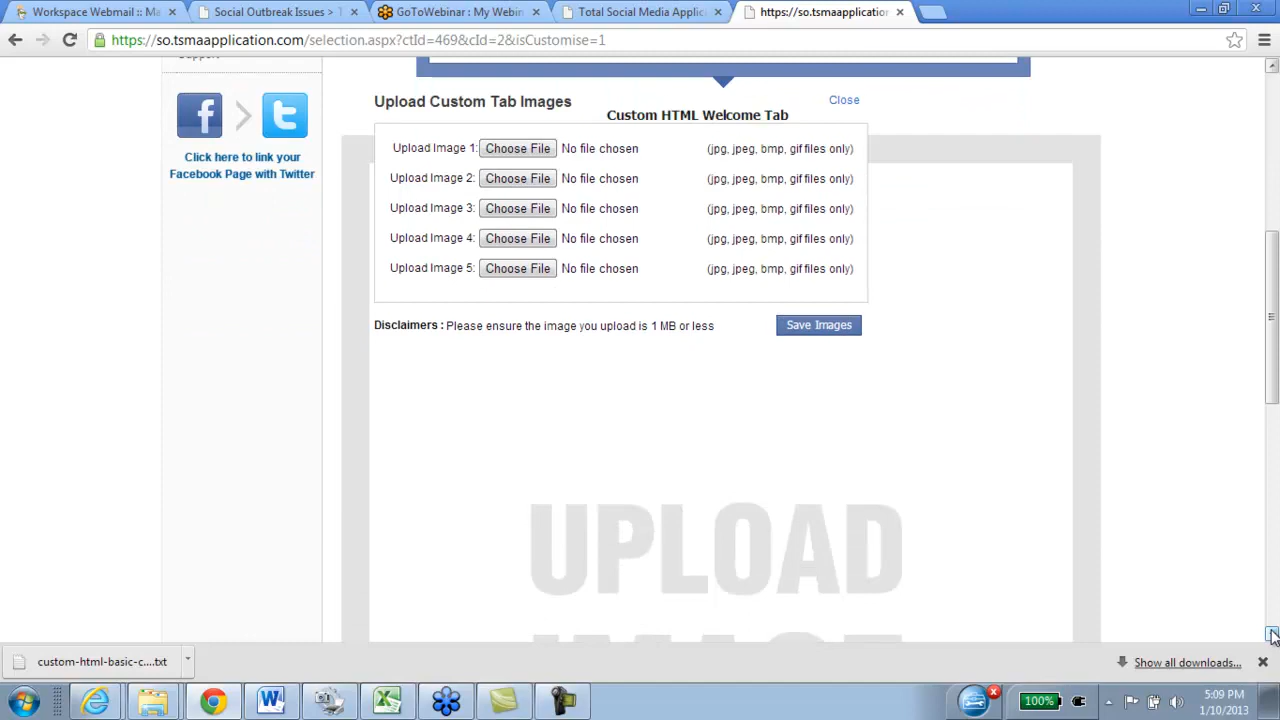 Workspace Webmail :: Ma
Social Outbreak Issues > T
GoToWebinar : My Webin
Total Social Media Applic
https://so.tsmaapplication
https://so.tsmaapplication.com/selection.aspx?ctId=469&cId=2&isCustomise=1
Upload Custom Tab Images
Close
Custom HTML Welcome Tab
Upload Image 1: Choose File No file chosen (jpg, jpeg, bmp, gif files only)
Upload Image 2: Choose File No file chosen (jpg, jpeg, bmp, gif files only)
Upload Image 3: Choose File No file chosen (jpg, jpeg, bmp, gif files only)
Upload Image 4: Choose File No file chosen (jpg, jpeg, bmp, gif files only)
Upload Image 5: Choose File No file chosen (jpg, jpeg, bmp, gif files only)
Disclaimers : Please ensure the image you upload is 1 MB or less
Save Images
Click here to link your
Facebook Page with Twitter
UPLOAD
IMAGE
custom-html-basic-c....txt
Show all downloads...
100%
5:09 PM
1/10/2013